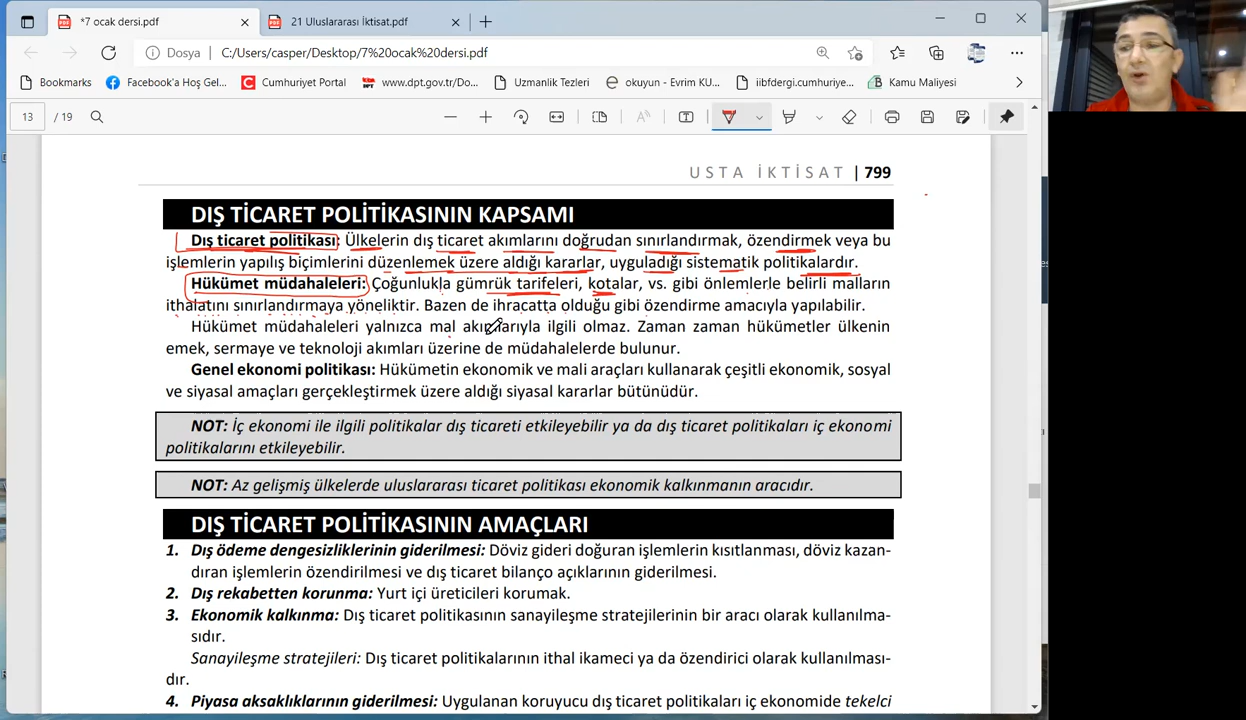 *7 ocak dersi.pdf
21 Uluslararası İktisat.pdf
Dosya
C:/Users/casper/Desktop/7%20ocak%20dersi.pdf
Bookmarks
Facebook'a Hoş Gel...
Cumhuriyet Portal
www.dpt.gov.tr/Do...
Uzmanlik Tezleri
okuyun - Evrim KU...
iibfdergi.cumhuriye...
Kamu Maliyesi
13 / 19
USTA İKTİSAT | 799
DIŞ TİCARET POLİTİKASININ KAPSAMI
Dış ticaret politikası: Ülkelerin dış ticaret akımlarını doğrudan sınırlandırmak, özendirmek veya bu
işlemlerin yapılış biçimlerini düzenlemek üzere aldığı kararlar, uyguladığı sistematik politikalardır.
Hükümet müdahaleleri: Çoğunlukla gümrük tarifeleri, kotalar, vs. gibi önlemlerle belirli malların
ithalatını sınırlandırmaya yöneliktir. Bazen de ihracatta olduğu gibi özendirme amacıyla yapılabilir.
Hükümet müdahaleleri yalnızca mal akımlarıyla ilgili olmaz. Zaman zaman hükümetler ülkenin
emek, sermaye ve teknoloji akımları üzerine de müdahalelerde bulunur.
Genel ekonomi politikası: Hükümetin ekonomik ve mali araçları kullanarak çeşitli ekonomik, sosyal
ve siyasal amaçları gerçekleştirmek üzere aldığı siyasal kararlar bütünüdür.
NOT: İç ekonomi ile ilgili politikalar dış ticareti etkileyebilir ya da dış ticaret politikaları iç ekonomi
politikalarını etkileyebilir.
NOT: Az gelişmiş ülkelerde uluslararası ticaret politikası ekonomik kalkınmanın aracıdır.
DIŞ TİCARET POLİTİKASININ AMAÇLARI
1. Dış ödeme dengesizliklerinin giderilmesi: Döviz gideri doğuran işlemlerin kısıtlanması, döviz kazan-
dıran işlemlerin özendirilmesi ve dış ticaret bilanço açıklarının giderilmesi.
2. Dış rekabetten korunma: Yurt içi üreticileri korumak.
3. Ekonomik kalkınma: Dış ticaret politikasının sanayileşme stratejilerinin bir aracı olarak kullanılma-
sıdır.
Sanayileşme stratejileri: Dış ticaret politikalarının ithal ikameci ya da özendirici olarak kullanılması-
dır.
4. Piyasa aksaklıklarının giderilmesi: Uygulanan koruyucu dış ticaret politikaları iç ekonomide tekelci